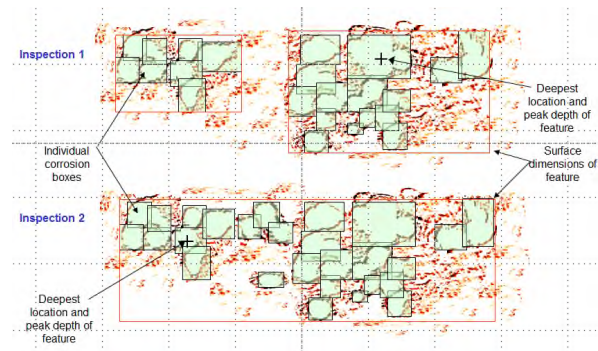 Inspection 1
Deepest
location and
peak depth of
feature
Individual
corrosion
boxes
Surface
dimensions of
feature
Inspection 2
Deepest
location and
peak depth of
feature